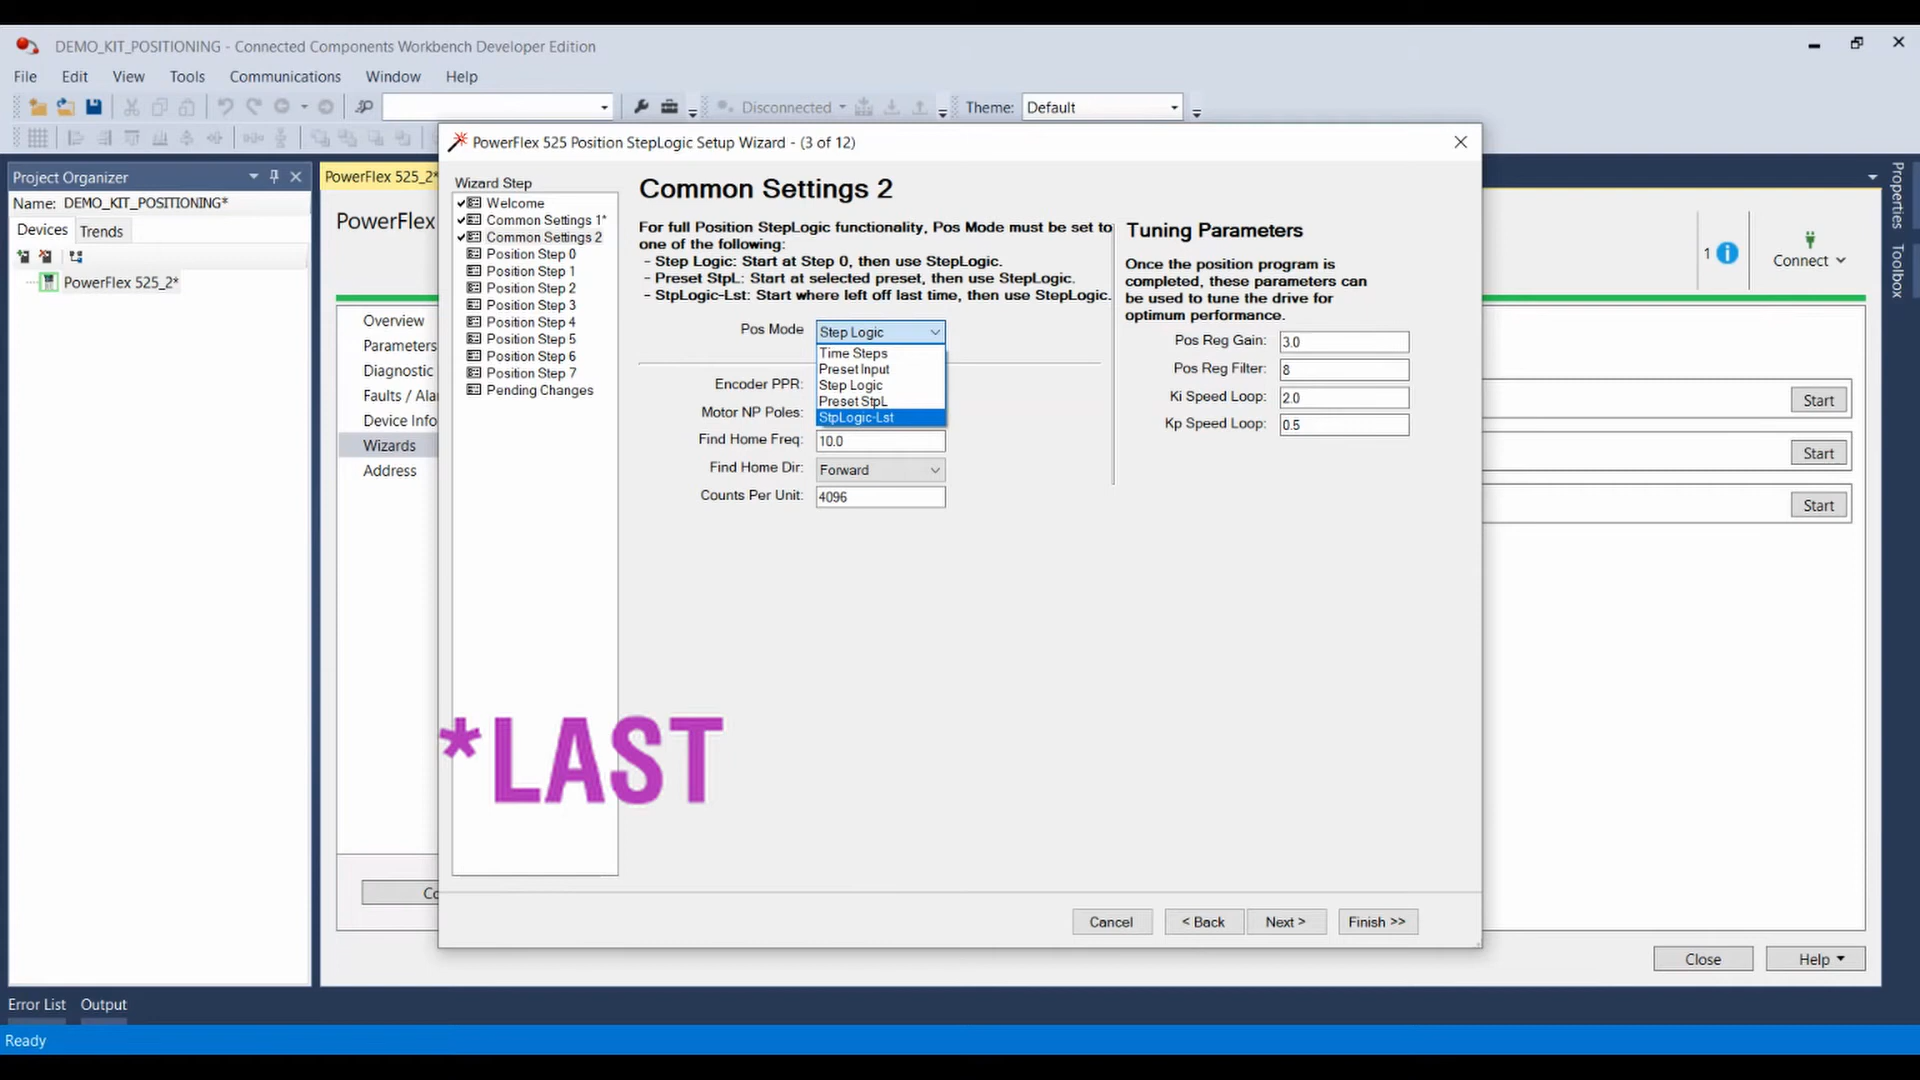 DEMO_KIT_POSITIONING - Connected Components Workbench Developer Edition
File Edit View Tools Communications Window Help
Disconnected Theme: Default
Project Organizer
Name: DEMO_KIT_POSITIONING*
Devices Trends
PowerFlex 525_2*
PowerFlex 525_2*
PowerFlex
Overview
Parameters
Diagnostic
Faults / Ala
Device Info
Wizards
Address
Co
PowerFlex 525 Position StepLogic Setup Wizard - (3 of 12)
Wizard Step
Welcome
Common Settings 1*
Common Settings 2
Position Step 0
Position Step 1
Position Step 2
Position Step 3
Position Step 4
Position Step 5
Position Step 6
Position Step 7
Pending Changes
Common Settings 2
For full Position StepLogic functionality, Pos Mode must be set to
one of the following:
- Step Logic: Start at Step 0, then use StepLogic.
- Preset StpL: Start at selected preset, then use StepLogic.
- StpLogic-Lst: Start where left off last time, then use StepLogic.
Pos Mode Step Logic
Time Steps
Preset Input
Step Logic
Preset StpL
StpLogic-Lst
Encoder PPR:
Motor NP Poles:
Find Home Freq: 10.0
Find Home Dir: Forward
Counts Per Unit: 4096
Tuning Parameters
Once the position program is
completed, these parameters can
be used to tune the drive for
optimum performance.
Pos Reg Gain: 3.0
Pos Reg Filter: 8
Ki Speed Loop: 2.0
Kp Speed Loop: 0.5
*LAST
Cancel < Back Next > Finish >>
1 Connect
Start
Start
Start
Close Help
Properties
Toolbox
Error List Output
Ready